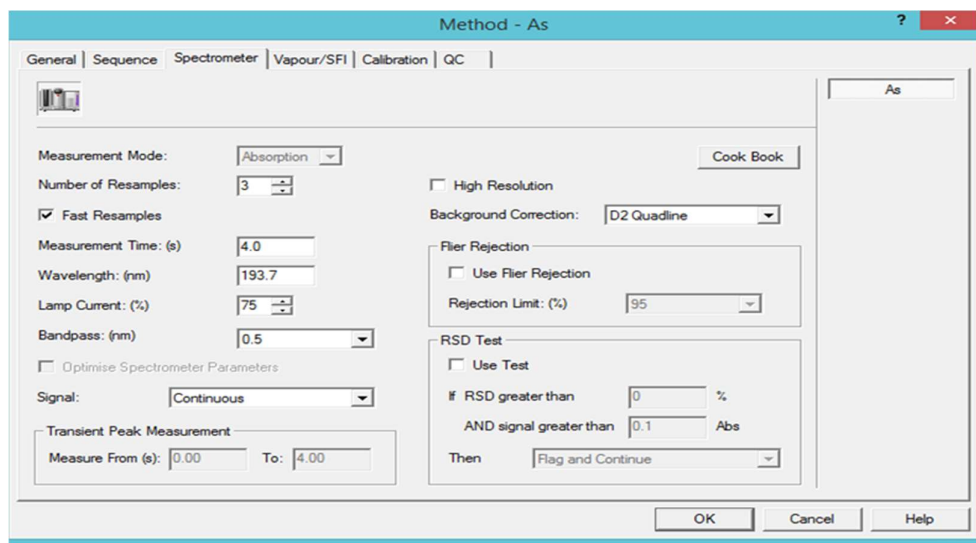 Method - As
? ×
General Sequence Spectrometer Vapour/SFI Calibration QC
As
Measurement Mode: Absorption
Cook Book
Number of Resamples: 3
High Resolution
Fast Resamples
Background Correction: D2 Quadline
Measurement Time: (s) 4.0
Flier Rejection
Wavelength: (nm) 193.7
Use Flier Rejection
Lamp Current: (%) 75
Rejection Limit: (%) 95
Bandpass: (nm) 0.5
RSD Test
Optimise Spectrometer Parameters
Use Test
Signal: Continuous
If RSD greater than 0 %
Transient Peak Measurement
AND signal greater than 0.1 Abs
Measure From (s): 0.00 To: 4.00
Then Flag and Continue
OK Cancel Help